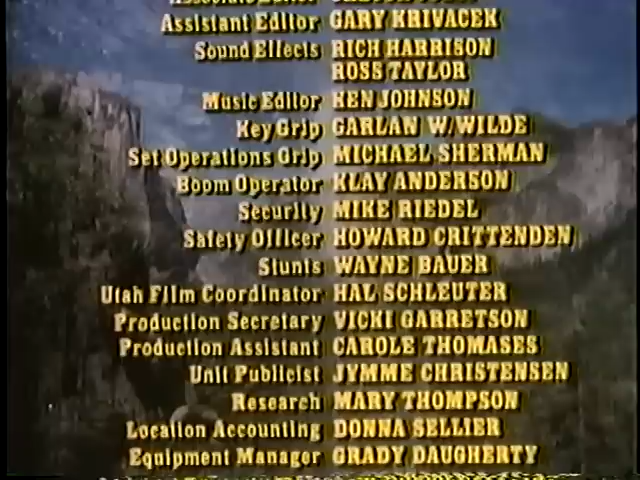 Assistant Editor GARY KRIVACEK
Sound Effects RICH HARRISON
ROSS TAYLOR
Music Editor KEN JOHNSON
Key Grip GARLAN W. WILDE
Set Operations Grip MICHAEL SHERMAN
Boom Operator KLAY ANDERSON
Security MIKE RIEDEL
Safety Officer HOWARD CRITTENDEN
Stunts WAYNE BAUER
Utah Film Coordinator HAL SCHLEUTER
Production Secretary VICKI GARRETSON
Production Assistant CAROLE THOMASES
Unit Publicist JYMME CHRISTENSEN
Research MARY THOMPSON
Location Accounting DONNA SELLIER
Equipment Manager GRADY DAUGHERTY